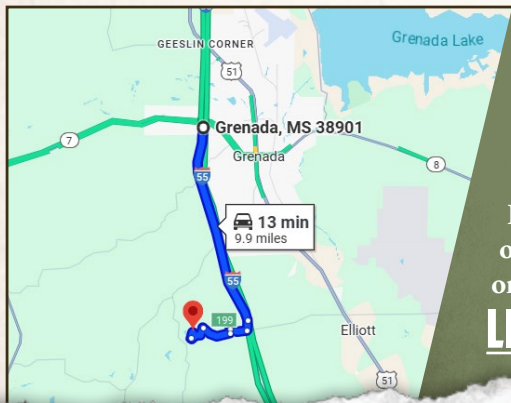 GEESLIN CORNER
51
Grenada Lake
Grenada, MS 38901
7
Grenada
8
55
13 min
9.9 miles
55
199
Elliott
51